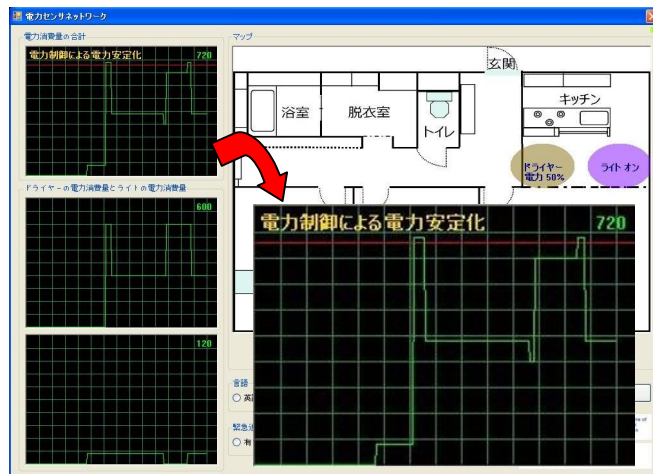 電力センサネットワーク
電力消費量の合計
電力制御による電力安定化 720
ドライヤーの電力消費量とライトの電力消費量
600
120
マップ
玄関
浴室
脱衣室
トイレ
キッチン
ドライヤー
電力 50%
ライト オン
電力制御による電力安定化 720
言語
英
緊急
有